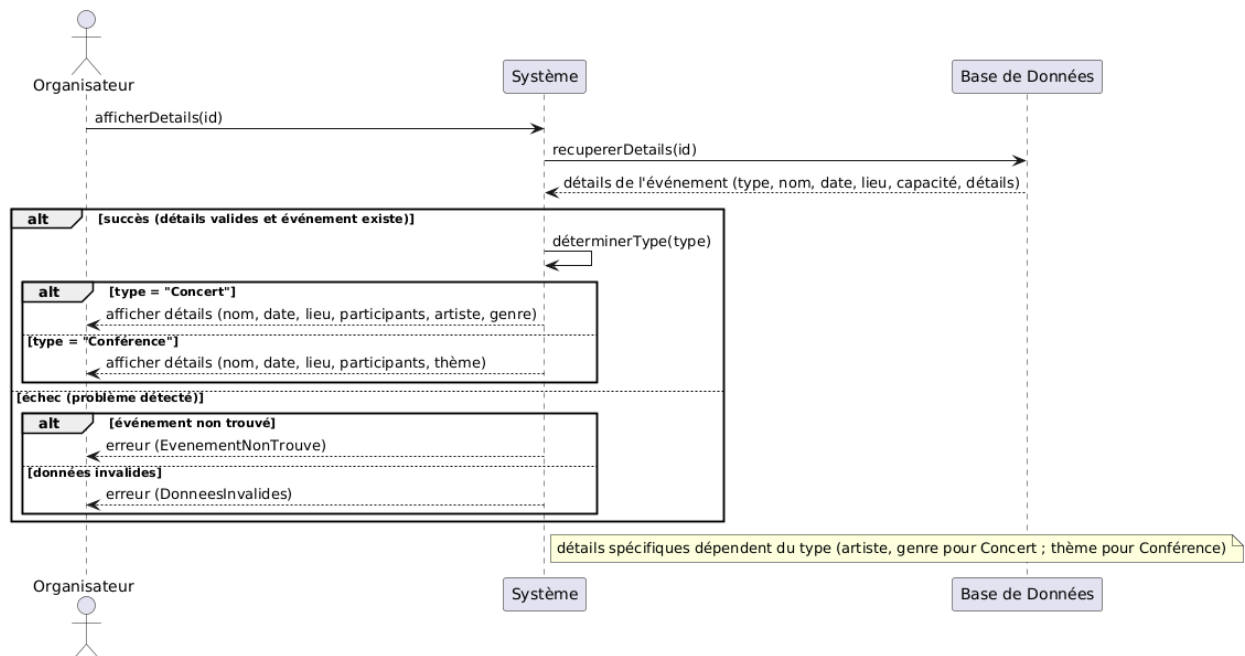 Organisateur
Système
Base de Données
afficherDetails(id)
recupererDetails(id)
détails de l'événement (type, nom, date, lieu, capacité, détails)
alt [succès (détails valides et événement existe)]
déterminerType(type)
alt [type = "Concert"]
afficher détails (nom, date, lieu, participants, artiste, genre)
[type = "Conférence"]
afficher détails (nom, date, lieu, participants, thème)
[échec (problème détecté)]
alt [événement non trouvé]
erreur (EvenementNonTrouve)
[données invalides]
erreur (DonneesInvalides)
détails spécifiques dépendent du type (artiste, genre pour Concert ; thème pour Conférence)
Organisateur
Système
Base de Données